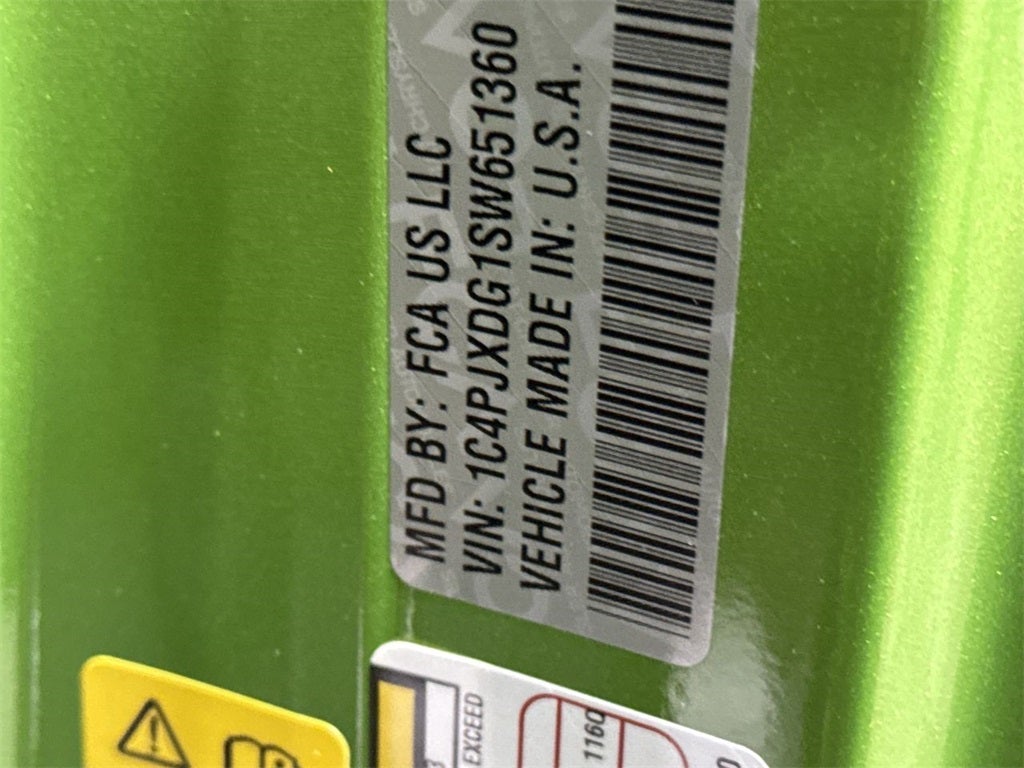 MFD BY: FCA US LLC
VIN: 1C4PJXDG1SW651360
VEHICLE MADE IN: U.S.A.
EXCEED
1160